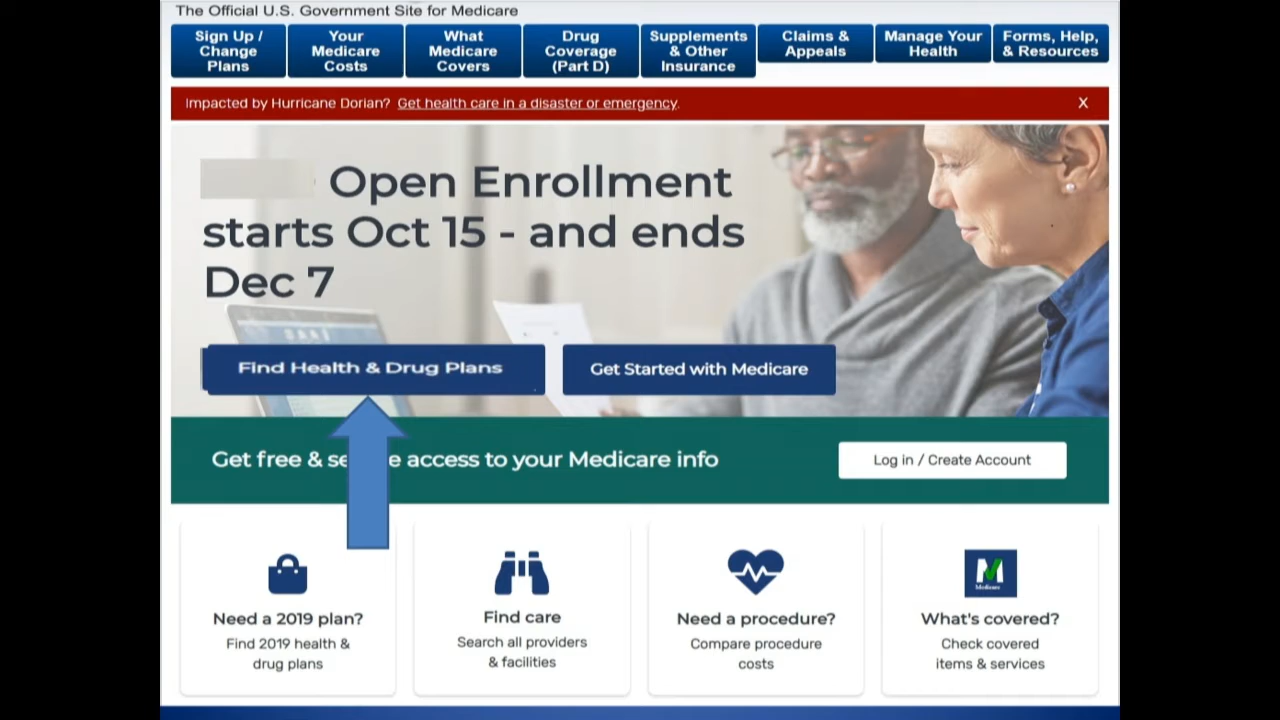 The Official U.S. Government Site for Medicare
Sign Up /
Change
Plans
Your
Medicare
Costs
What
Medicare
Covers
Drug
Coverage
(Part D)
Supplements
& Other
Insurance
Claims &
Appeals
Manage Your
Health
Forms, Help,
& Resources
Impacted by Hurricane Dorian? Get health care in a disaster or emergency.
X
Open Enrollment
starts Oct 15 - and ends
Dec 7
Find Health & Drug Plans
Get Started with Medicare
Get free & se e access to your Medicare info
Log in / Create Account
Need a 2019 plan?
Find 2019 health &
drug plans
Find care
Search all providers
& facilities
Need a procedure?
Compare procedure
costs
M
Medicare
What's covered?
Check covered
items & services